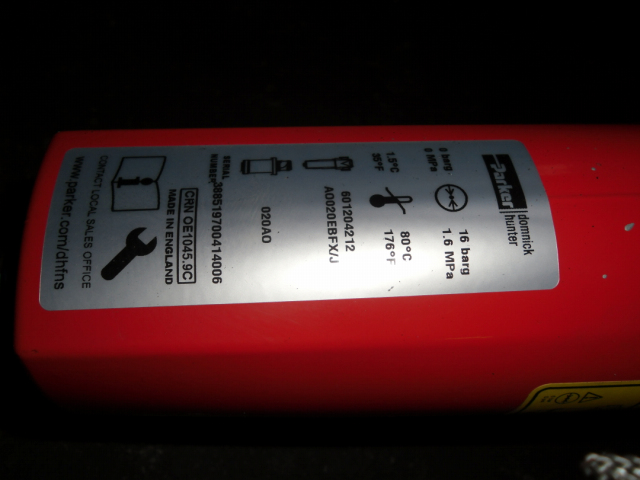 Parker
domnick
hunter
0 barg
0 MPa
16 barg
1.6 MPa
1.5°C
35°F
80°C
176°F
601204212
AO020EBFX/J
020AO
SERIAL
NUMBER
388519700414006
CRN OE1045.9C
MADE IN ENGLAND
CONTACT LOCAL SALES OFFICE
www.parker.com/dhfns